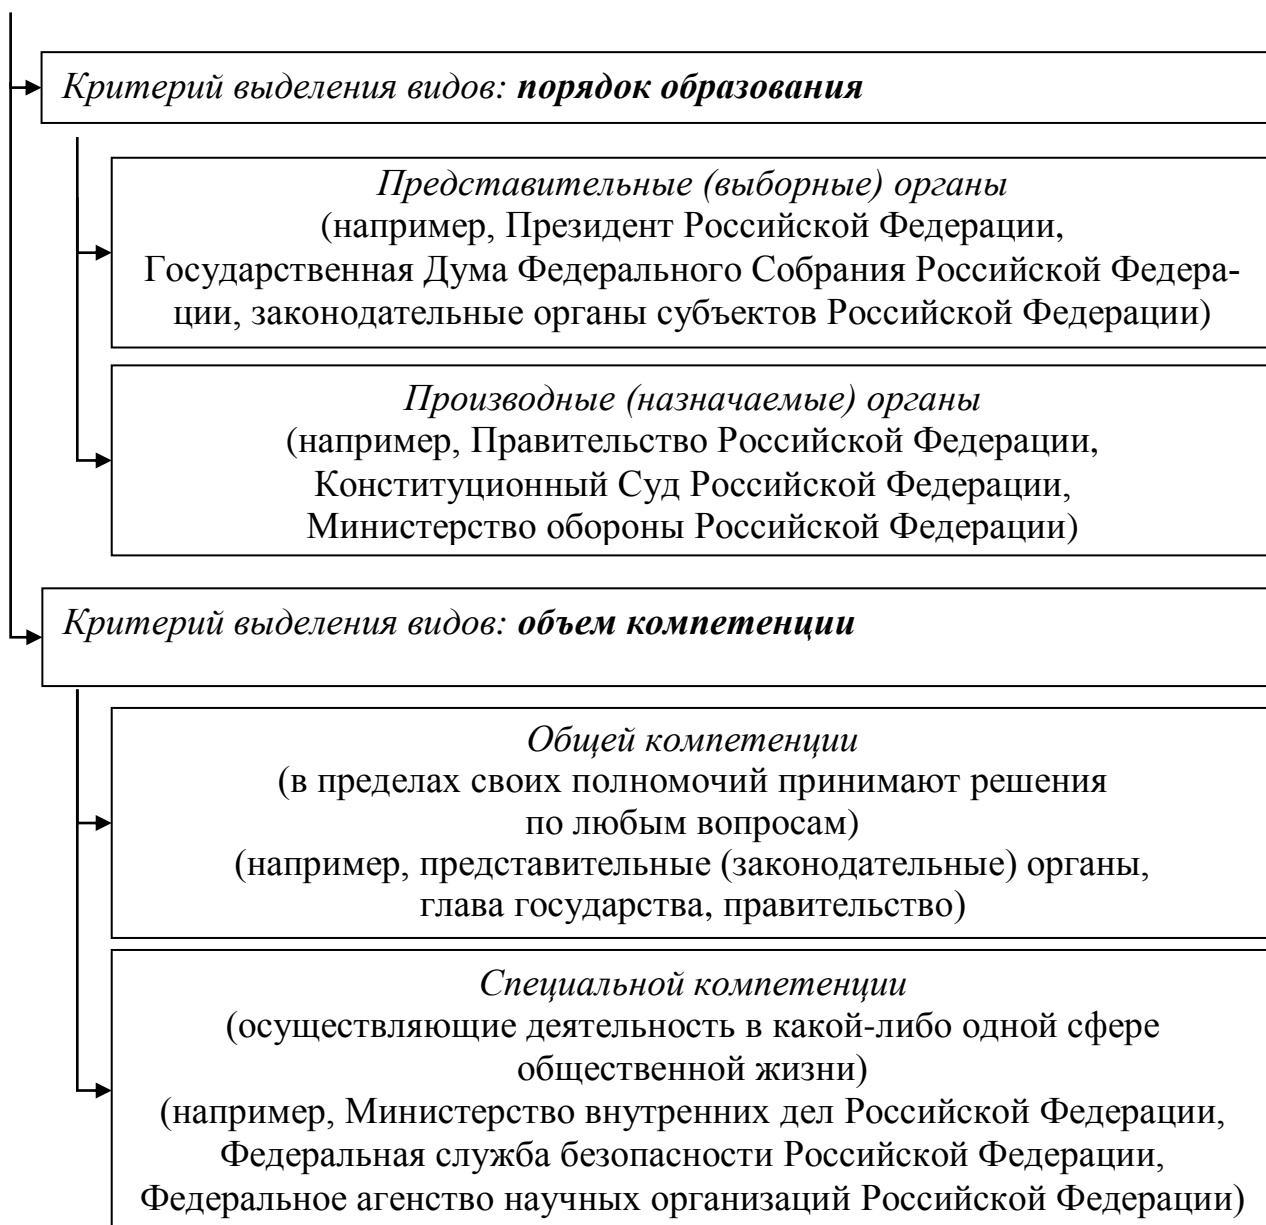 Критерий выделения видов: порядок образования
Представительные (выборные) органы
(например, Президент Российской Федерации,
Государственная Дума Федерального Собрания Российской Федера-
ции, законодательные органы субъектов Российской Федерации)
Производные (назначаемые) органы
(например, Правительство Российской Федерации,
Конституционный Суд Российской Федерации,
Министерство обороны Российской Федерации)
Критерий выделения видов: объем компетенции
Общей компетенции
(в пределах своих полномочий принимают решения
по любым вопросам)
(например, представительные (законодательные) органы,
глава государства, правительство)
Специальной компетенции
(осуществляющие деятельность в какой-либо одной сфере
общественной жизни)
(например, Министерство внутренних дел Российской Федерации,
Федеральная служба безопасности Российской Федерации,
Федеральное агенство научных организаций Российской Федерации)